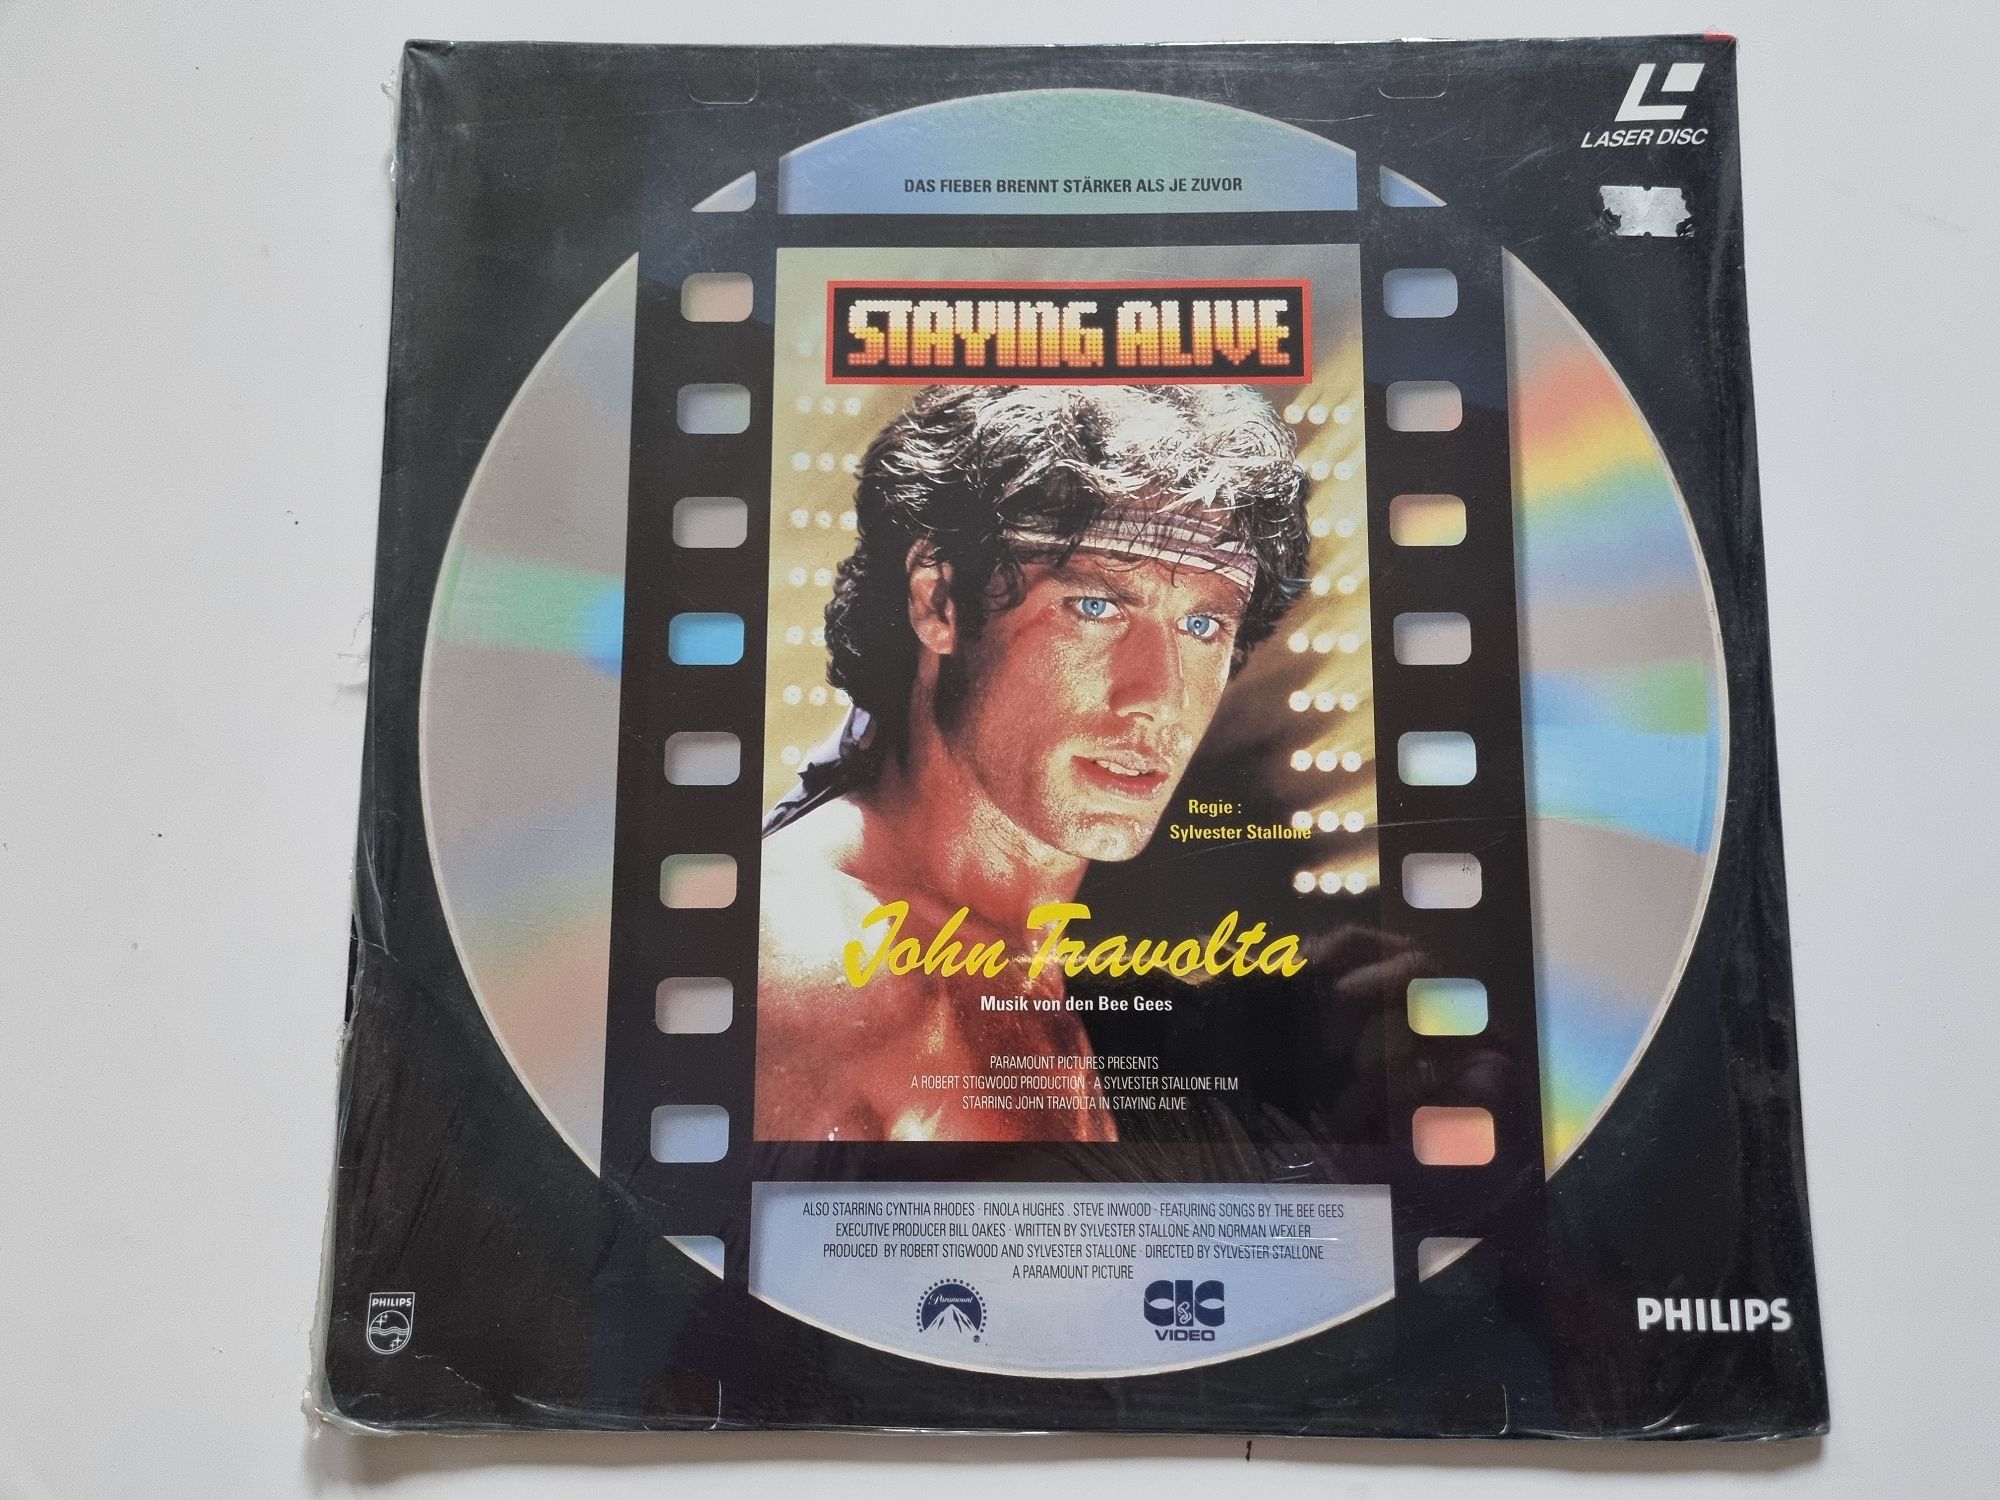 LASER DISC
DAS FIEBER BRENNT STÄRKER ALS JE ZUVOR
STAYING ALIVE
Regie :
Sylvester Stallone
John Travolta
Musik von den Bee Gees
PARAMOUNT PICTURES PRESENTS
A ROBERT STIGWOOD PRODUCTION · A SYLVESTER STALLONE FILM
STARRING JOHN TRAVOLTA IN STAYING ALIVE
ALSO STARRING CYNTHIA RHODES · FINOLA HUGHES . STEVE INWOOD · FEATURING SONGS BY THE BEE GEES
EXECUTIVE PRODUCER BILL OAKES · WRITTEN BY SYLVESTER STALLONE AND NORMAN WEXLER
PRODUCED BY ROBERT STIGWOOD AND SYLVESTER STALLONE · DIRECTED BY SYLVESTER STALLONE
A PARAMOUNT PICTURE
PHILIPS
Paramount
®
CIC
VIDEO
PHILIPS